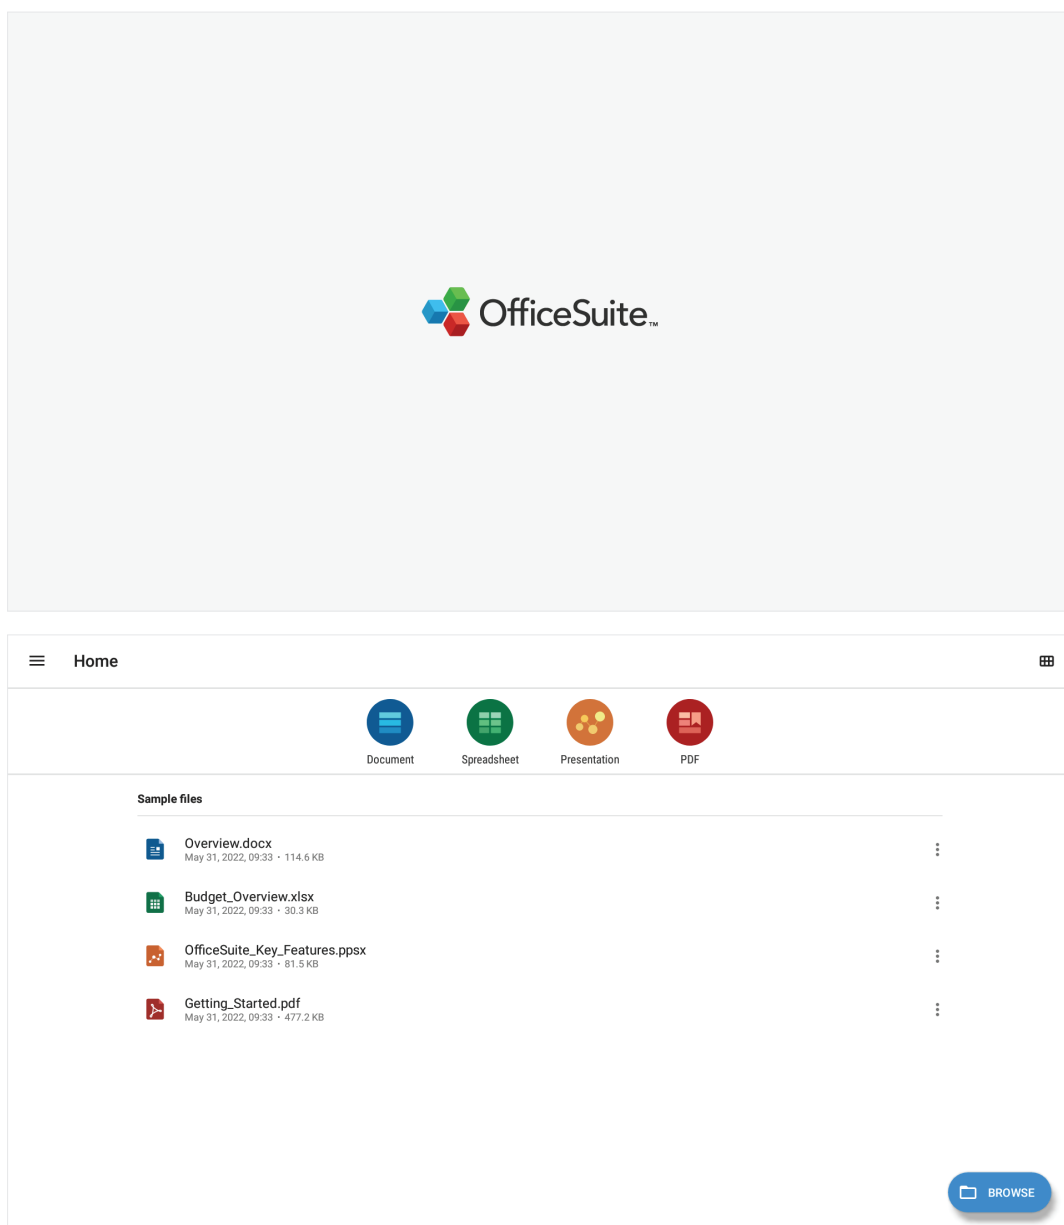 OfficeSuite™
Home
Document
Spreadsheet
Presentation
PDF
Sample files
Overview.docx
May 31, 2022, 09:33 • 114.6 KB
Budget_Overview.xlsx
May 31, 2022, 09:33 • 30.3 KB
OfficeSuite_Key_Features.ppsx
May 31, 2022, 09:33 • 81.5 KB
Getting_Started.pdf
May 31, 2022, 09:33 • 477.2 KB
BROWSE